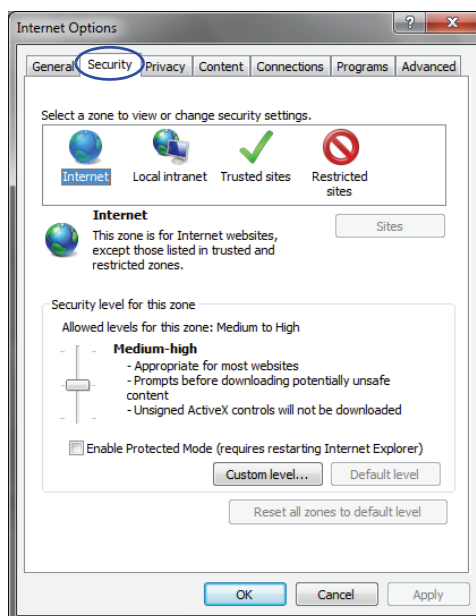 Internet Options
?
X
General Security Privacy Content Connections Programs Advanced
Select a zone to view or change security settings.
Internet Local intranet Trusted sites Restricted
sites
Internet
Sites
This zone is for Internet websites,
except those listed in trusted and
restricted zones.
Security level for this zone
Allowed levels for this zone: Medium to High
Medium-high
- Appropriate for most websites
- Prompts before downloading potentially unsafe
content
- Unsigned ActiveX controls will not be downloaded
Enable Protected Mode (requires restarting Internet Explorer)
Custom level... Default level
Reset all zones to default level
OK Cancel Apply